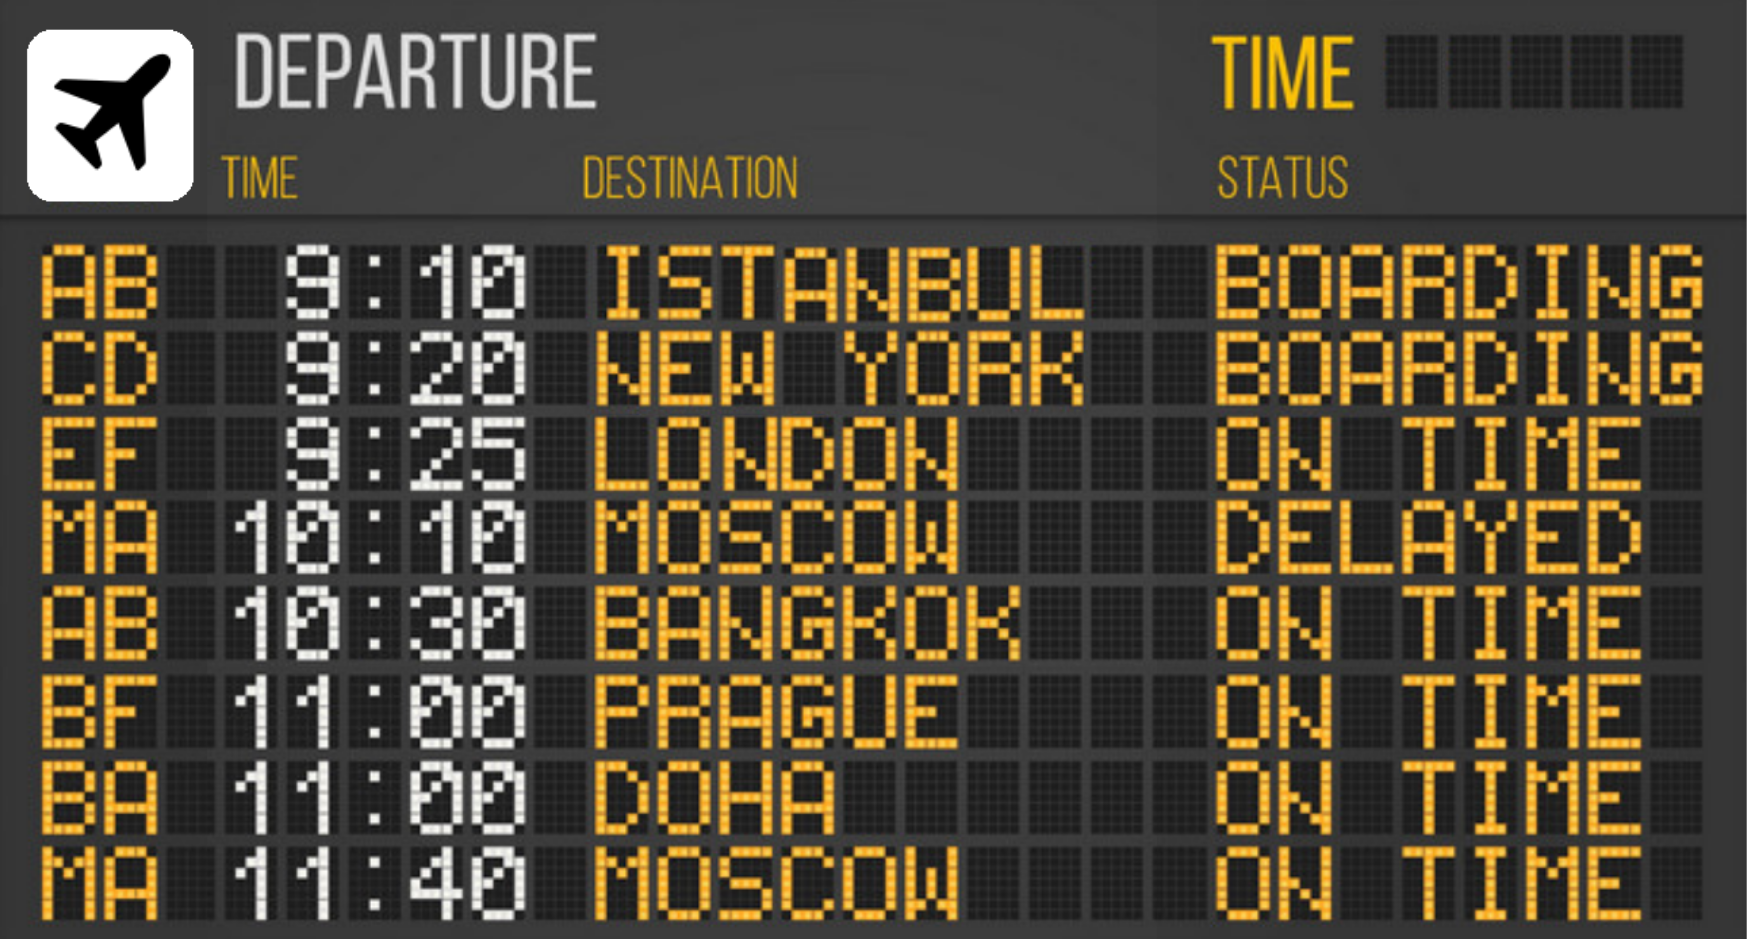 DEPARTURE TIME
TIME DESTINATION STATUS
AB 9:10 ISTANBUL BOARDING
CD 9:20 NEW YORK BOARDING
EF 9:25 LONDON ON TIME
MA 10:10 MOSCOW DELAYED
AB 10:30 BANGKOK ON TIME
BF 11:00 PRAGUE ON TIME
BA 11:00 DOHA ON TIME
MA 11:40 MOSCOW ON TIME